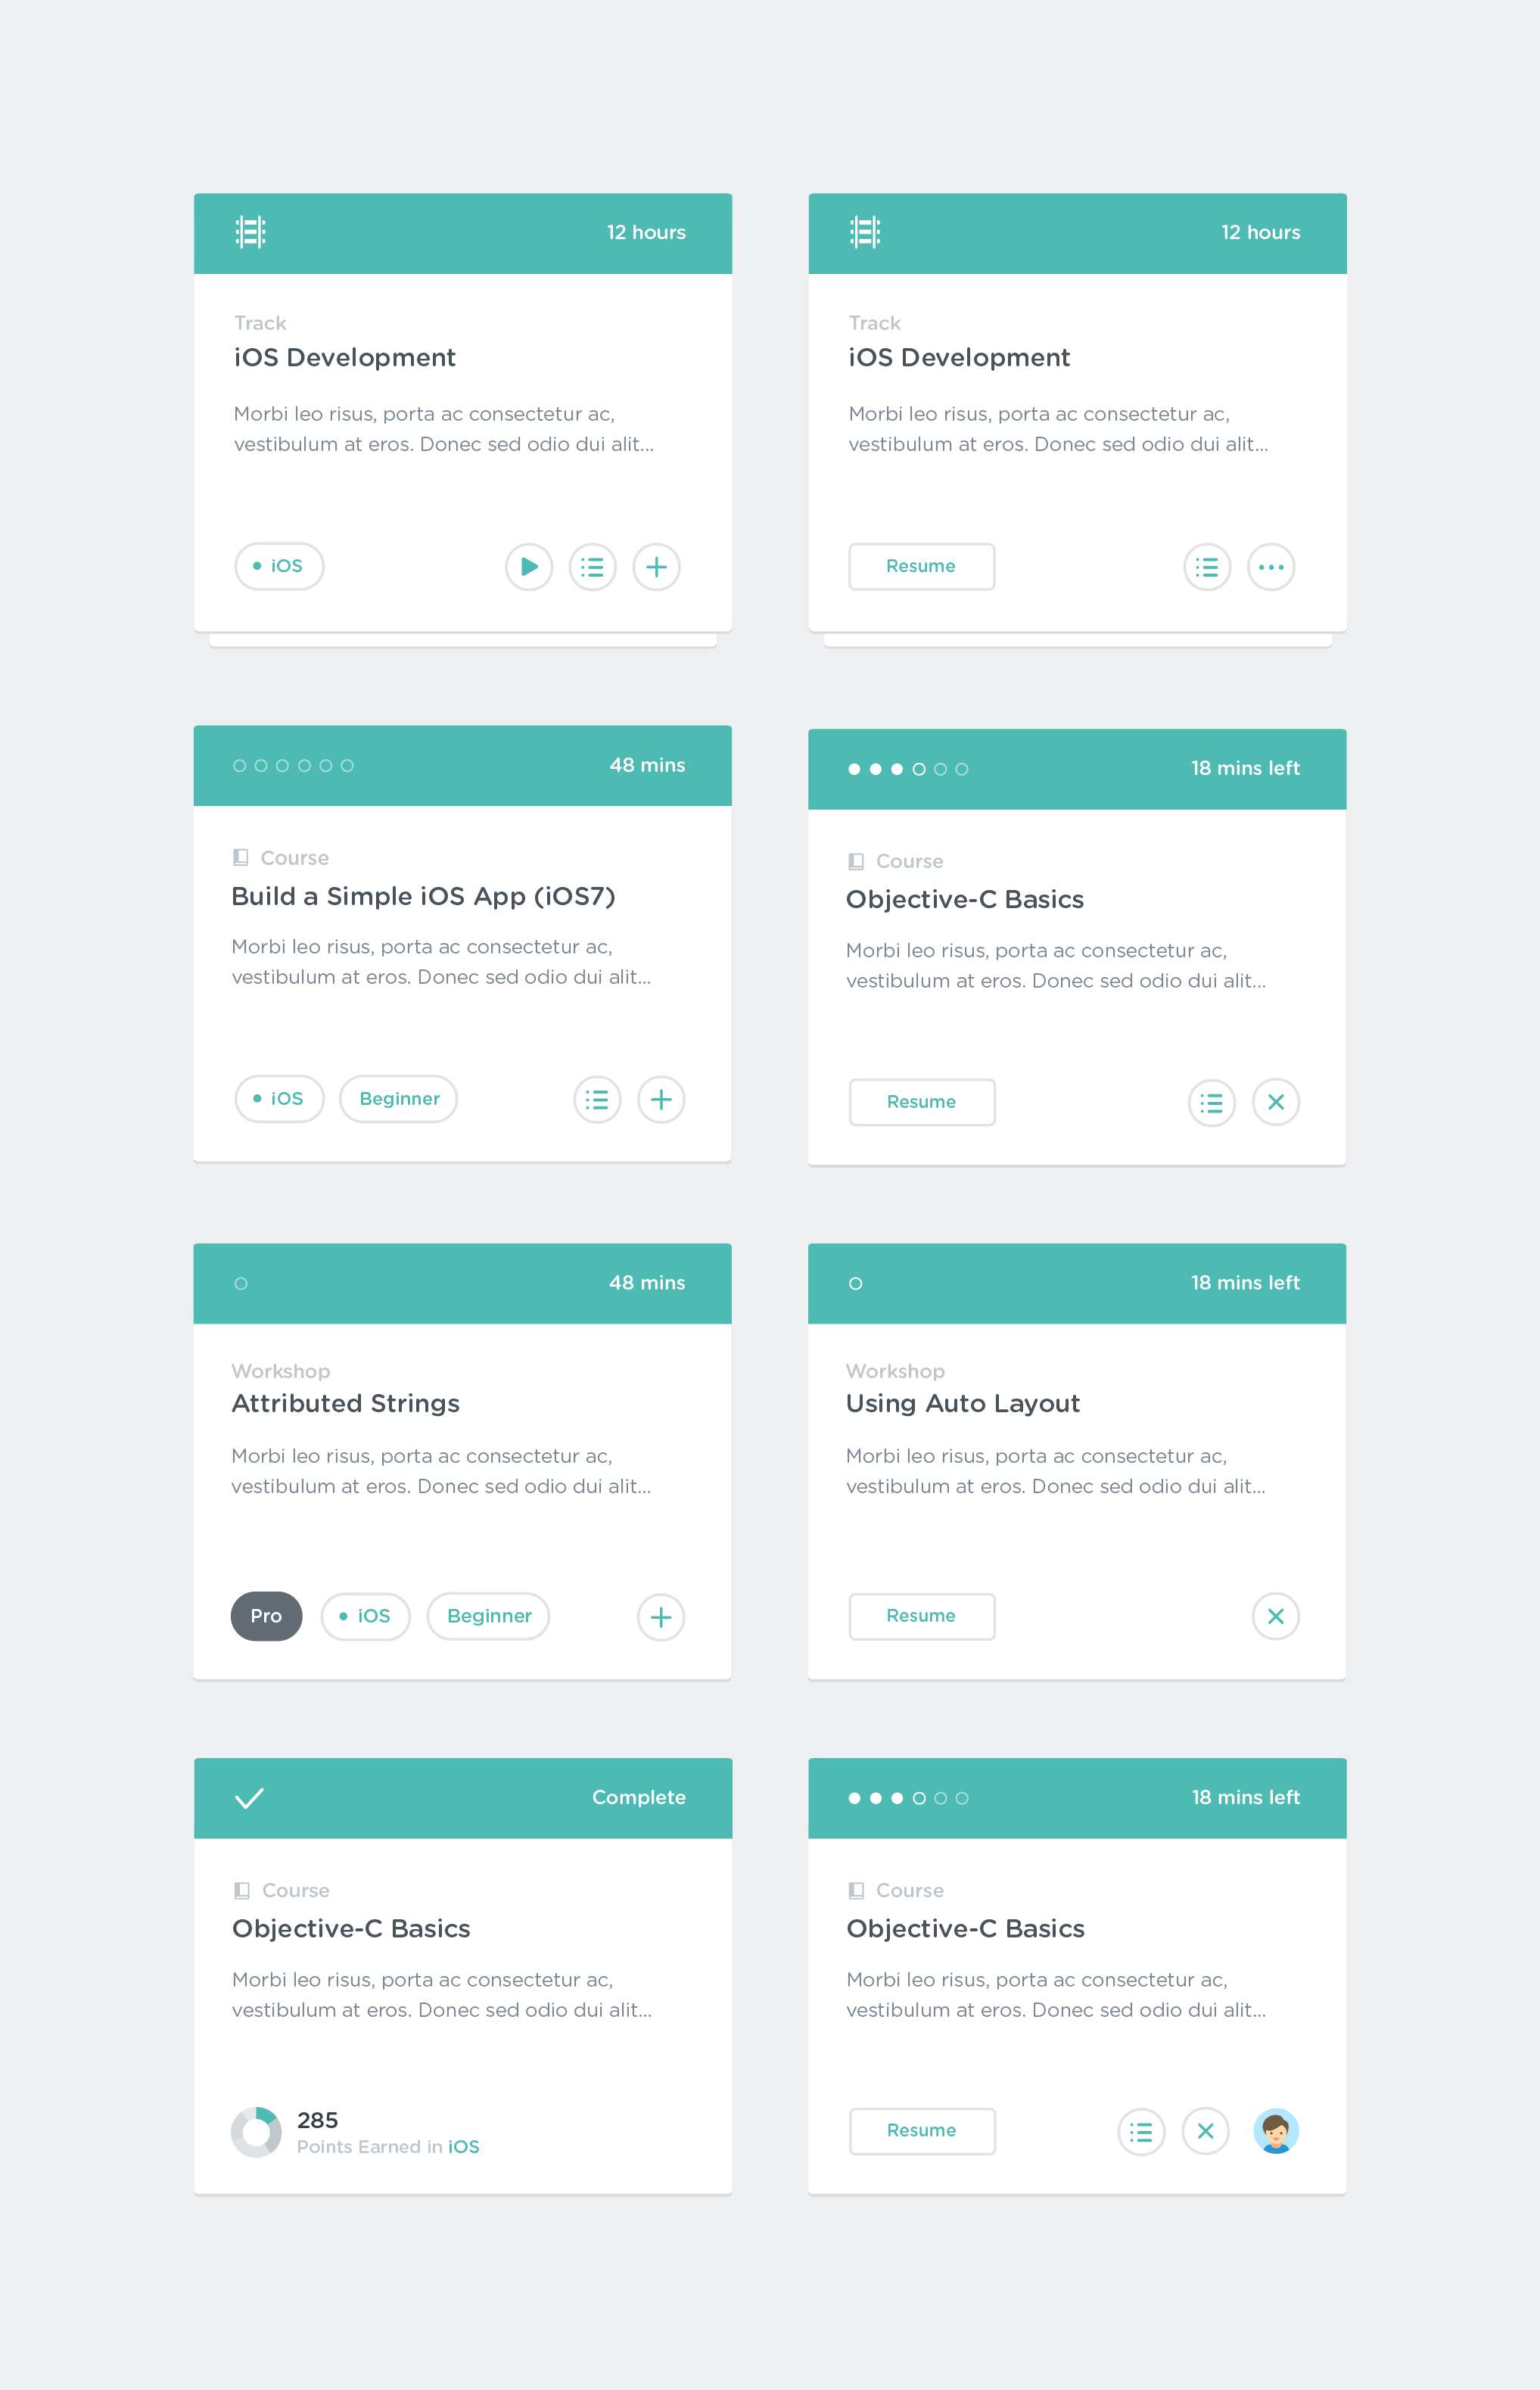 12 hours
Track
iOS Development
Morbi leo risus, porta ac consectetur ac,
vestibulum at eros. Donec sed odio dui alit...
iOS
12 hours
Track
iOS Development
Morbi leo risus, porta ac consectetur ac,
vestibulum at eros. Donec sed odio dui alit...
Resume
48 mins
Course
Build a Simple iOS App (iOS7)
Morbi leo risus, porta ac consectetur ac,
vestibulum at eros. Donec sed odio dui alit...
iOS Beginner
18 mins left
Course
Objective-C Basics
Morbi leo risus, porta ac consectetur ac,
vestibulum at eros. Donec sed odio dui alit...
Resume
48 mins
Workshop
Attributed Strings
Morbi leo risus, porta ac consectetur ac,
vestibulum at eros. Donec sed odio dui alit...
Pro iOS Beginner
18 mins left
Workshop
Using Auto Layout
Morbi leo risus, porta ac consectetur ac,
vestibulum at eros. Donec sed odio dui alit...
Resume
Complete
Course
Objective-C Basics
Morbi leo risus, porta ac consectetur ac,
vestibulum at eros. Donec sed odio dui alit...
285
Points Earned in iOS
18 mins left
Course
Objective-C Basics
Morbi leo risus, porta ac consectetur ac,
vestibulum at eros. Donec sed odio dui alit...
Resume